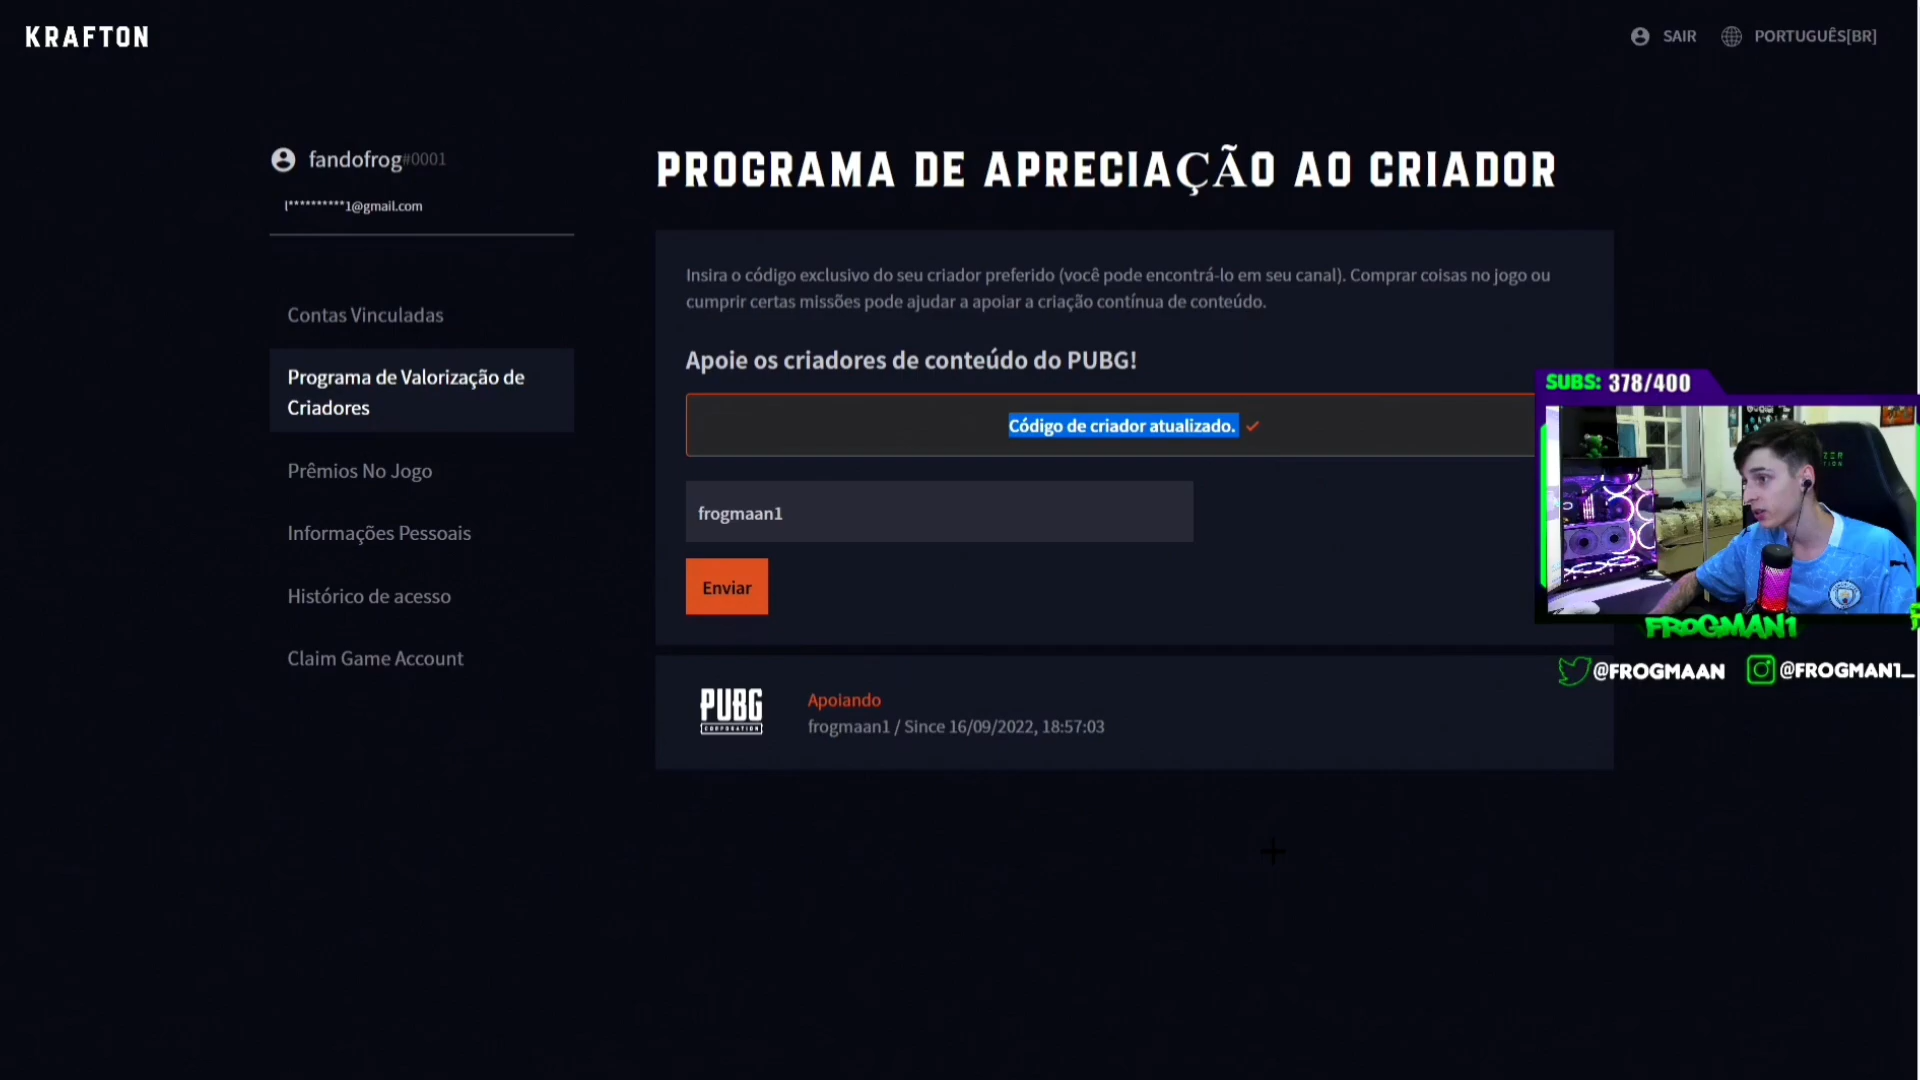 KRAFTON
SAIR
PORTUGUÊS[BR]
fandofrog#0001
l**********1@gmail.com
Contas Vinculadas
Programa de Valorização de
Criadores
Prêmios No Jogo
Informações Pessoais
Histórico de acesso
Claim Game Account
PROGRAMA DE APRECIAÇÃO AO CRIADOR
Insira o código exclusivo do seu criador preferido (você pode encontrá-lo em seu canal). Comprar coisas no jogo ou
cumprir certas missões pode ajudar a apoiar a criação contínua de conteúdo.
Apoie os criadores de conteúdo do PUBG!
Código de criador atualizado.
frogmaan1
Enviar
PUBG
CORPORATION
Apoiando
frogmaan1 / Since 16/09/2022, 18:57:03
SUBS: 378/400
FROGMAN1
@FROGMAAN
@FROGMAN1_